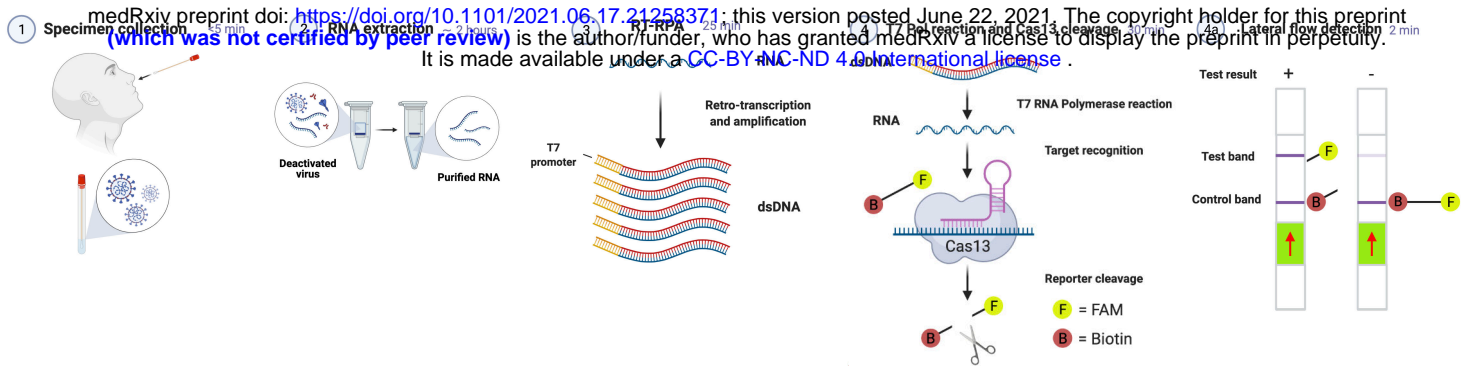 medRxiv preprint doi: https://doi.org/10.1101/2021.06.17.21258371; this version posted June 22, 2021. The copyright holder for this preprint
(which was not certified by peer review) is the author/funder, who has granted medRxiv a license to display the preprint in perpetuity.
It is made available under a CC-BY-NC-ND 4.0 International license .
1 Specimen collection <5 min
2 RNA extraction ~ 2 hours
Deactivated
virus
Purified RNA
3 RT-RPA 25 min
RNA
Retro-transcription
and amplification
T7
promoter
dsDNA
4 T7 Pol reaction and Cas13 cleavage 30 min
dsDNA
T7 RNA Polymerase reaction
RNA
Target recognition
F
B
Cas13
Reporter cleavage
F
B
F = FAM
B = Biotin
4a Lateral flow detection 2 min
Test result + -
Test band F
Control band B B F